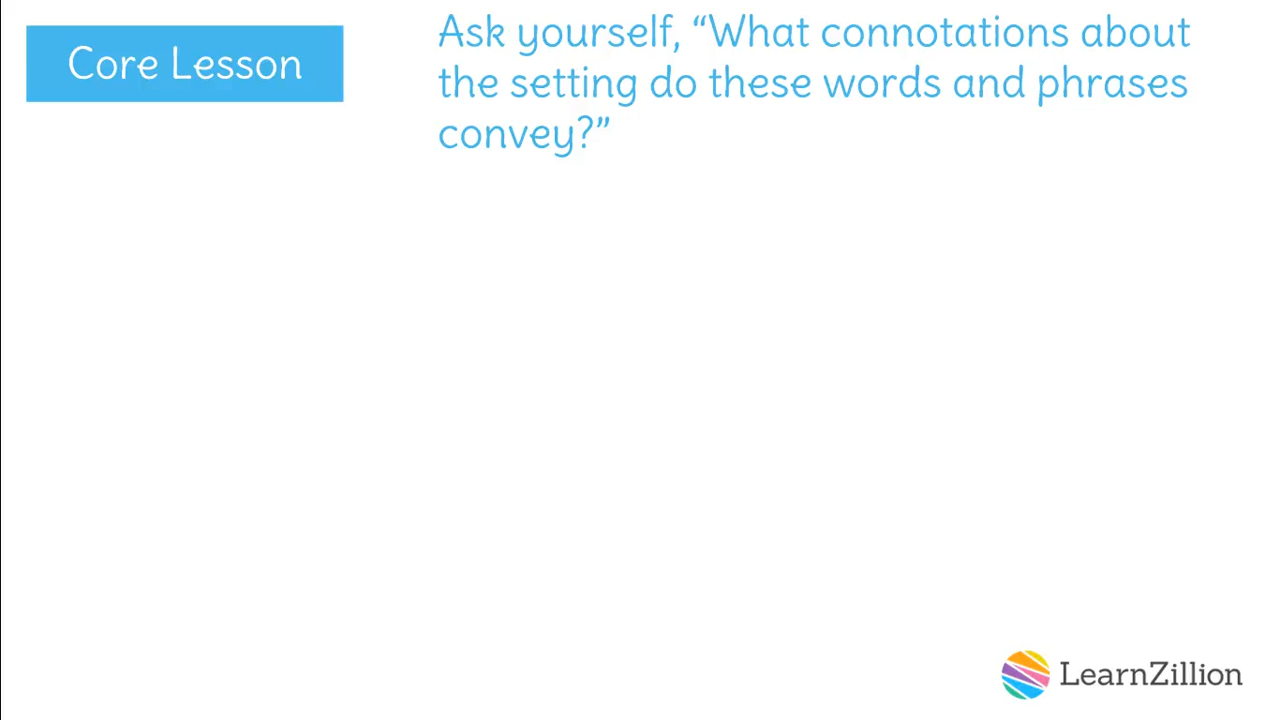 Core Lesson
Ask yourself, “What connotations about
the setting do these words and phrases
convey?”
LearnZillion